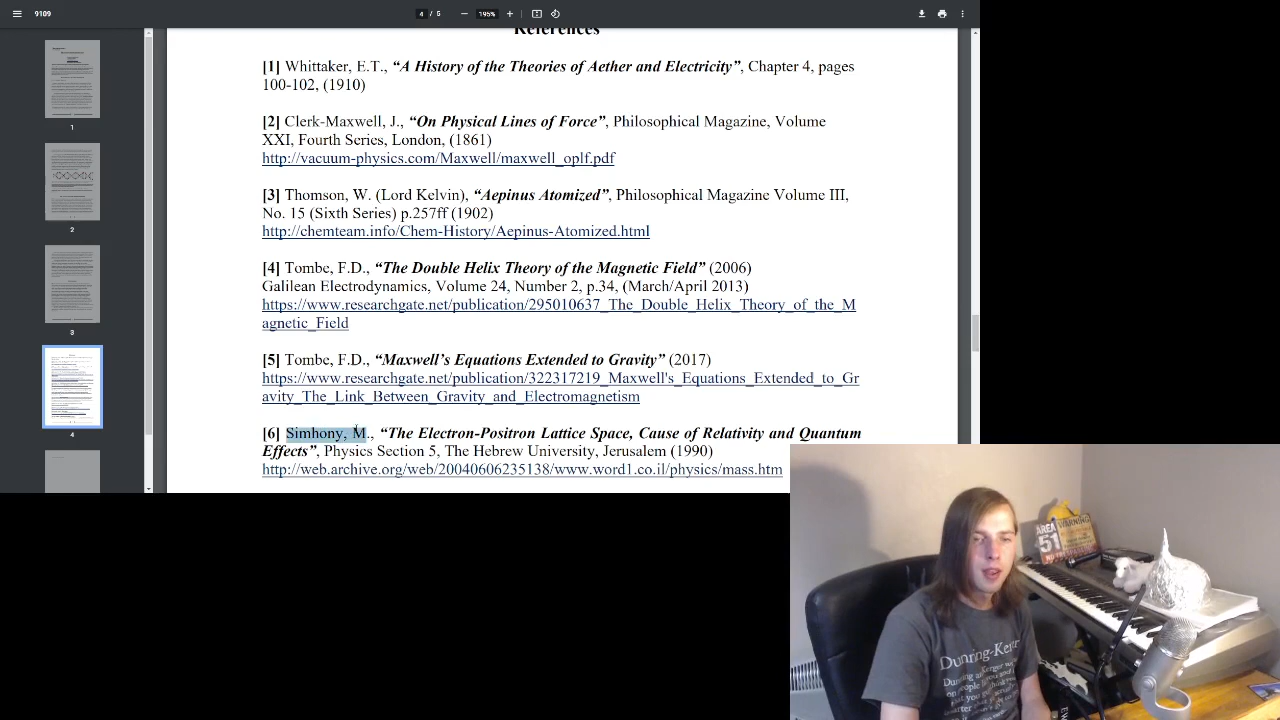 9109
4 / 5
195%
References
[1] Whittaker, E.T., “A History of the Theories of Aether and Electricity”, Chapter 4, pages
100-102, (1910)
[2] Clerk-Maxwell, J., “On Physical Lines of Force”, Philosophical Magazine, Volume
XXI, Fourth Series, London, (1861)
http://vacuum-physics.com/Maxwell/maxwell_oplf.pdf
[3] Thomson, W. (Lord Kelvin), “Aepinus Atomized”, Philosophical Magazine Volume III,
No. 15 (Sixth Series) p.257ff (1902)
http://chemteam.info/Chem-History/Aepinus-Atomized.html
[4] Tombe, F.D., “The Double Helix Theory of the Magnetic Field” (2006)
Galilean Electrodynamics, Volume 24, Number 2, p.34, (March/April 2013)
https://www.researchgate.net/publication/295010637_The_Double_Helix_Theory_of_the_M
agnetic_Field
[5] Tombe, F.D., “Maxwell's Equations Extended to Gravity” (2017)
https://www.researchgate.net/publication/322317219_Maxwell's_Equations_Extended_to_Gr
avity_The_Link_Between_Gravity_and_Electromagnetism
[6] Simhony, M., “The Electron-Positron Lattice Space, Cause of Relativity and Quantum
Effects”, Physics Section 5, The Hebrew University, Jerusalem (1990)
http://web.archive.org/web/20040606235138/www.word1.co.il/physics/mass.htm
1
2
3
4
AREA
51
WARNING